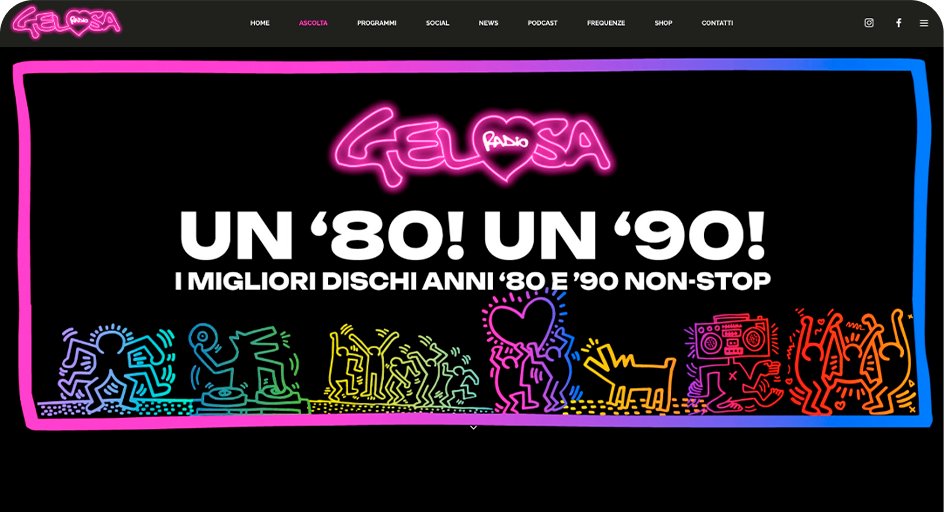 GELOSA RADIO
HOME ASCOLTA PROGRAMMI SOCIAL NEWS PODCAST FREQUENZE SHOP CONTATTI
GELOSA RADIO
UN ‘80! UN ‘90!
I MIGLIORI DISCHI ANNI ‘80 E ’90 NON-STOP